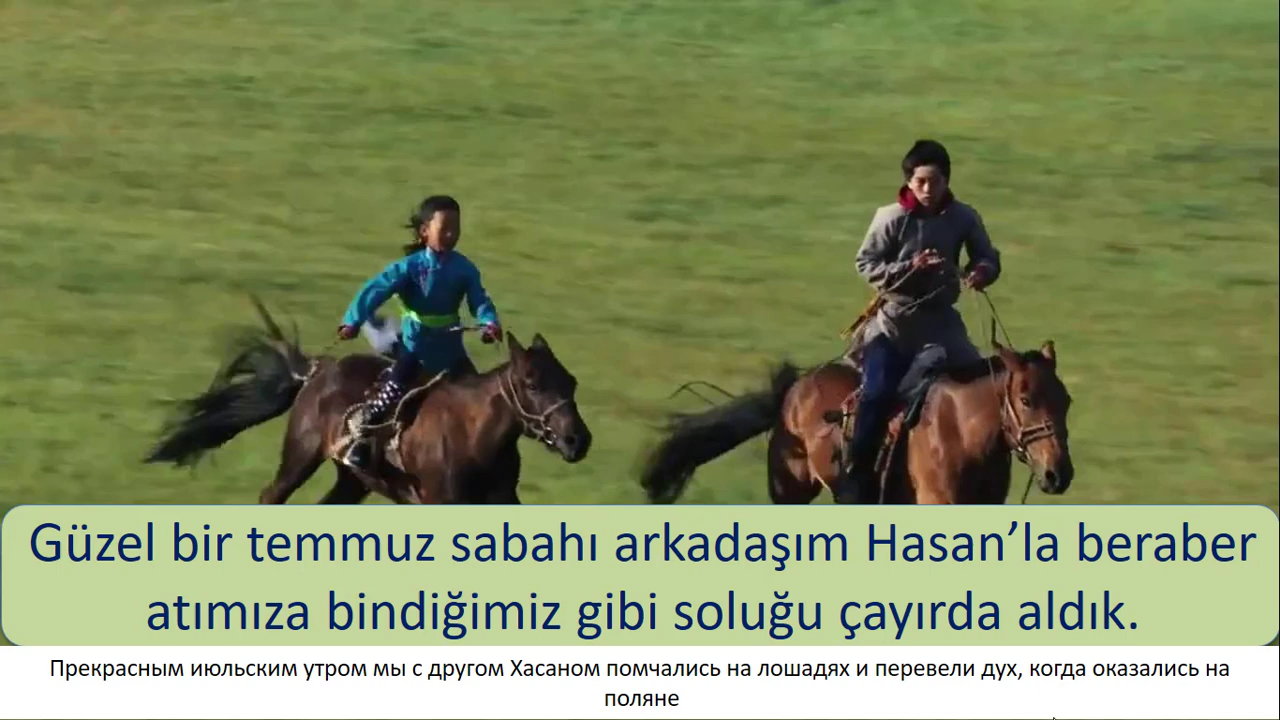 Güzel bir temmuz sabahı arkadaşım Hasan’la beraber
atımıza bindiğimiz gibi soluğu çayırda aldık.
Прекрасным июльским утром мы с другом Хасаном помчались на лошадях и перевели дух, когда оказались на
поляне